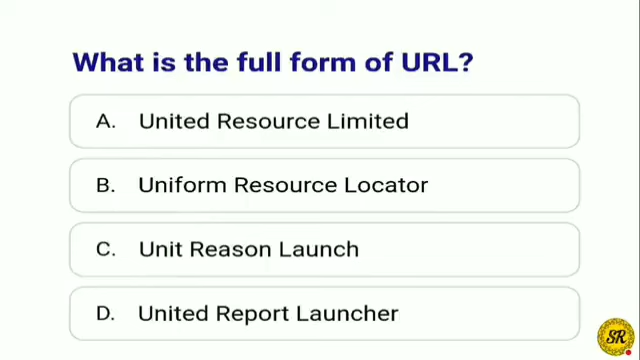 What is the full form of URL?
A. United Resource Limited
B. Uniform Resource Locator
C. Unit Reason Launch
D. United Report Launcher
SR